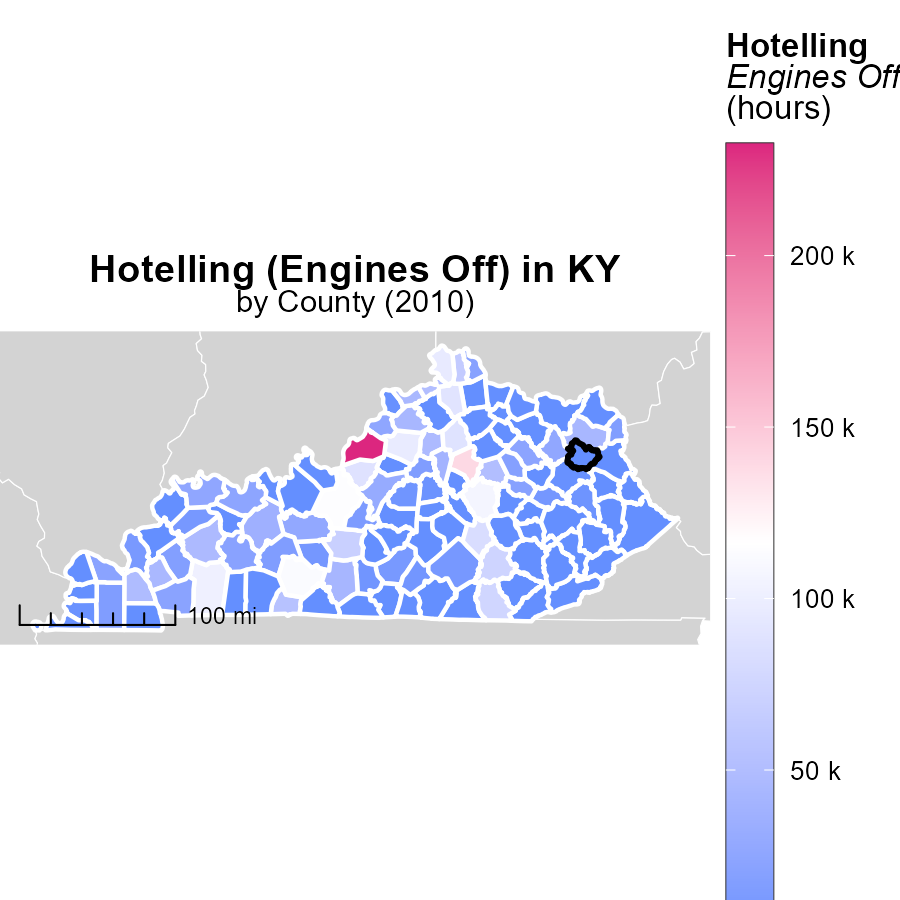 Hotelling (Engines Off) in KY
by County (2010)
100 mi
Hotelling
Engines Off
(hours)
200 k
150 k
100 k
50 k